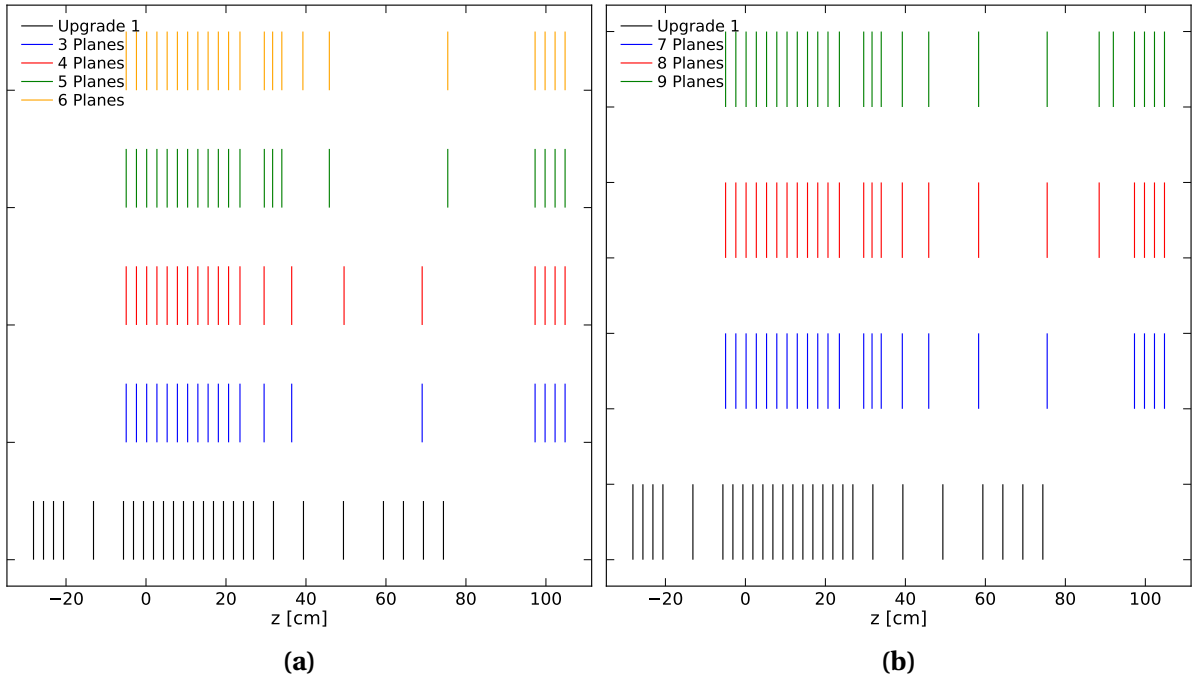 Upgrade 1
3 Planes
4 Planes
5 Planes
6 Planes
−20 0 20 40 60 80 100
z [cm]
(a)
Upgrade 1
7 Planes
8 Planes
9 Planes
−20 0 20 40 60 80 100
z [cm]
(b)